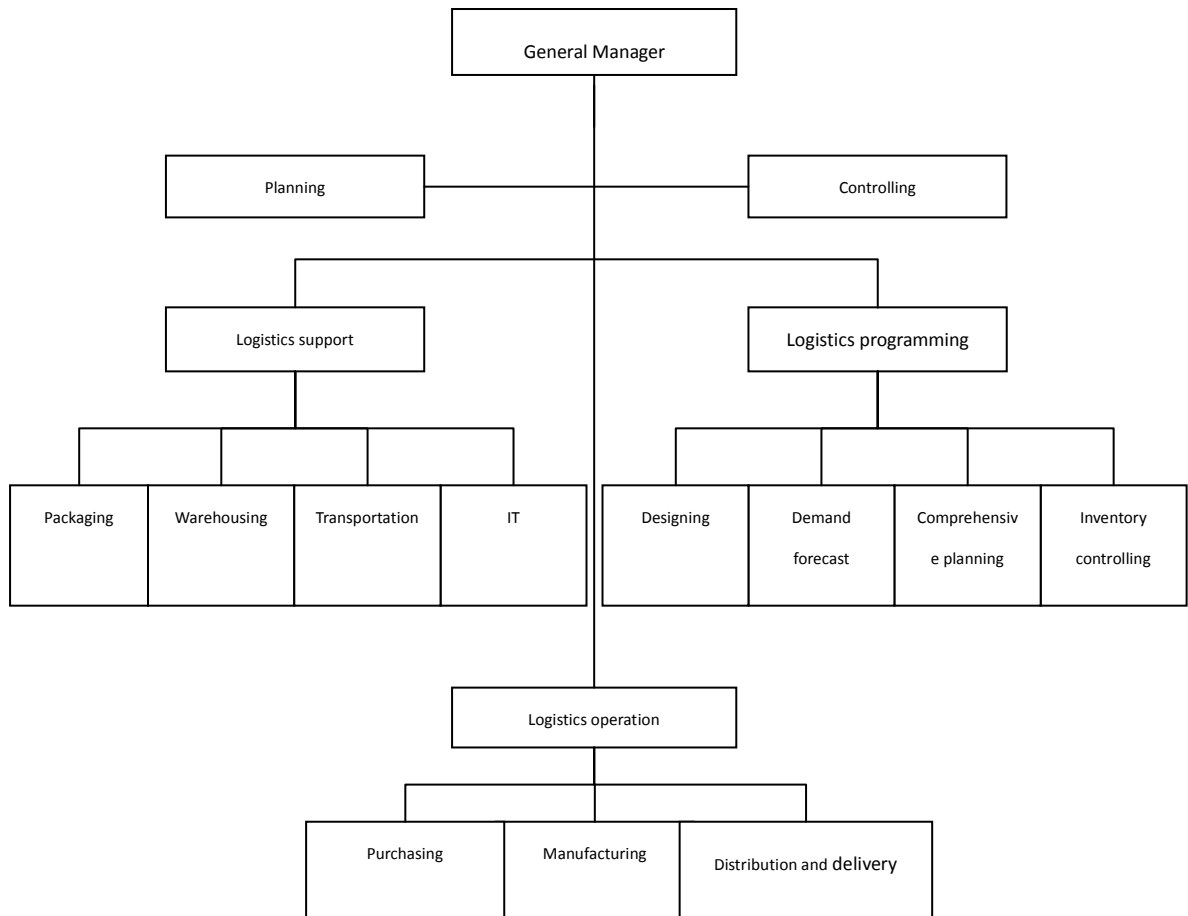 General Manager
Planning
Controlling
Logistics support
Logistics programming
Packaging
Warehousing
Transportation
IT
Designing
Demand
forecast
Comprehensiv
e planning
Inventory
controlling
Logistics operation
Purchasing
Manufacturing
Distribution and delivery